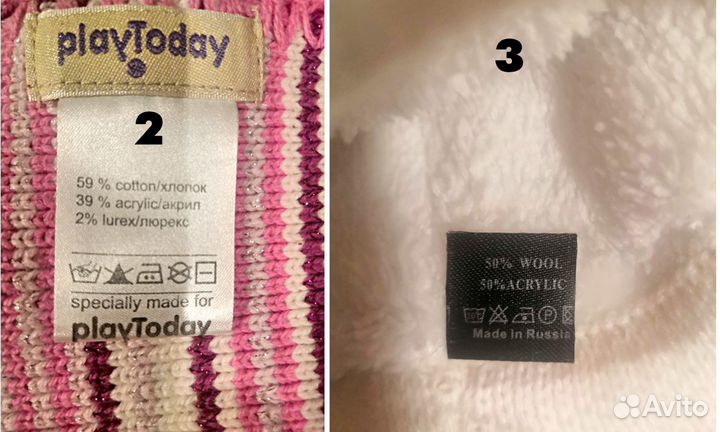 playToday
2
59 % cotton/хлопок
39 % acrylic/акрил
2% lurex/люрекс
specially made for
playToday
3
50% WOOL
50%ACRYLIC
Made in Russia
Avito